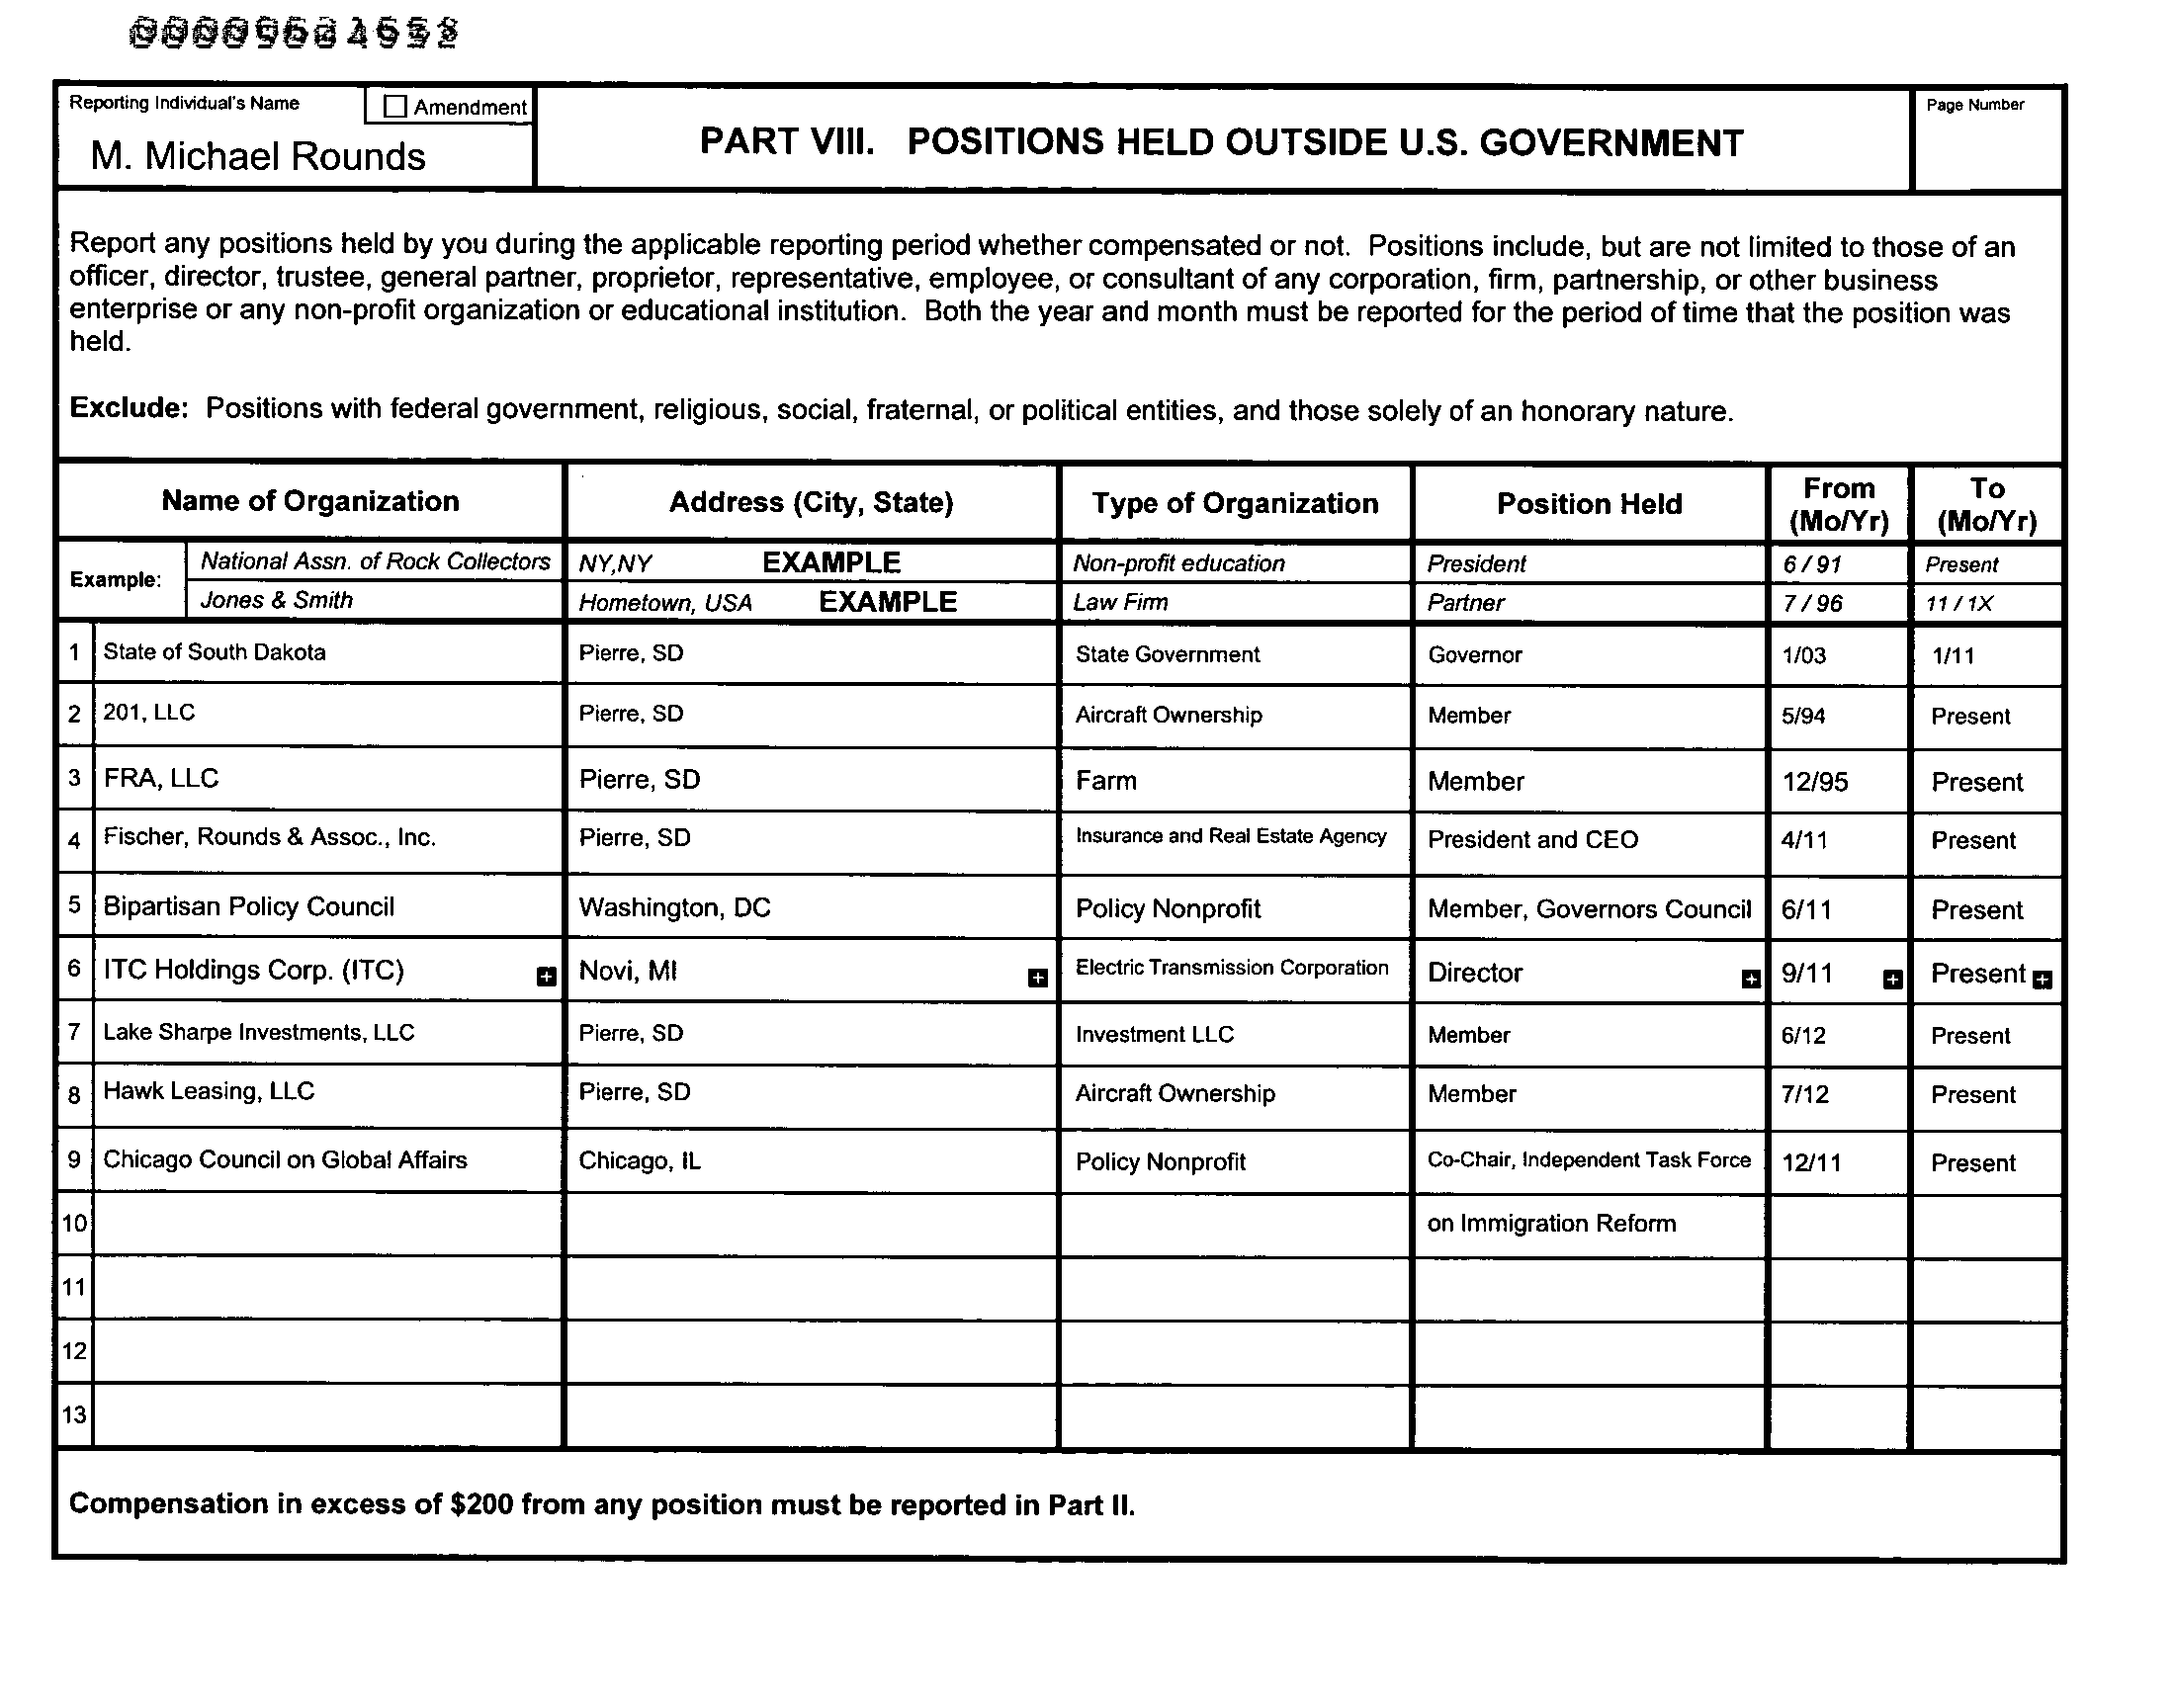 Reporting Individual's Name
Amendment
M. Michael Rounds
PART VIII. POSITIONS HELD OUTSIDE U.S. GOVERNMENT
Page Number
Report any positions held by you during the applicable reporting period whether compensated or not. Positions include, but are not limited to those of an
officer, director, trustee, general partner, proprietor, representative, employee, or consultant of any corporation, firm, partnership, or other business
enterprise or any non-profit organization or educational institution. Both the year and month must be reported for the period of time that the position was
held.
Exclude: Positions with federal government, religious, social, fraternal, or political entities, and those solely of an honorary nature.
Name of Organization Address (City, State) Type of Organization Position Held From (Mo/Yr) To (Mo/Yr)
Example: National Assn. of Rock Collectors NY,NY EXAMPLE Non-profit education President 6 / 91 Present
Jones & Smith Hometown, USA EXAMPLE Law Firm Partner 7 / 96 11 / 1X
1 State of South Dakota Pierre, SD State Government Governor 1/03 1/11
2 201, LLC Pierre, SD Aircraft Ownership Member 5/94 Present
3 FRA, LLC Pierre, SD Farm Member 12/95 Present
4 Fischer, Rounds & Assoc., Inc. Pierre, SD Insurance and Real Estate Agency President and CEO 4/11 Present
5 Bipartisan Policy Council Washington, DC Policy Nonprofit Member, Governors Council 6/11 Present
6 ITC Holdings Corp. (ITC) + Novi, MI + Electric Transmission Corporation Director + 9/11 + Present +
7 Lake Sharpe Investments, LLC Pierre, SD Investment LLC Member 6/12 Present
8 Hawk Leasing, LLC Pierre, SD Aircraft Ownership Member 7/12 Present
9 Chicago Council on Global Affairs Chicago, IL Policy Nonprofit Co-Chair, Independent Task Force 12/11 Present
10 on Immigration Reform
11
12
13
Compensation in excess of $200 from any position must be reported in Part II.